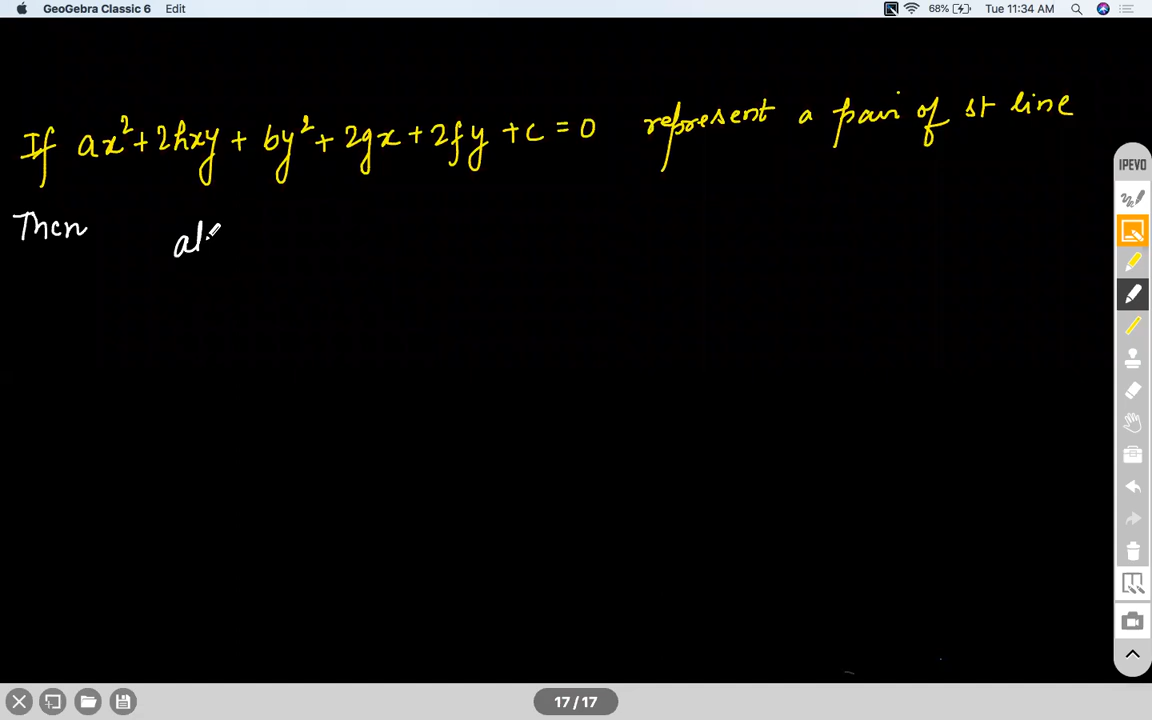 GeoGebra Classic 6 Edit 68% Tue 11:34 AM
If ax²+2hxy + by²+ 2gx +2fy +c = 0 represent a pair of st line
Then
IPEVO
17 / 17